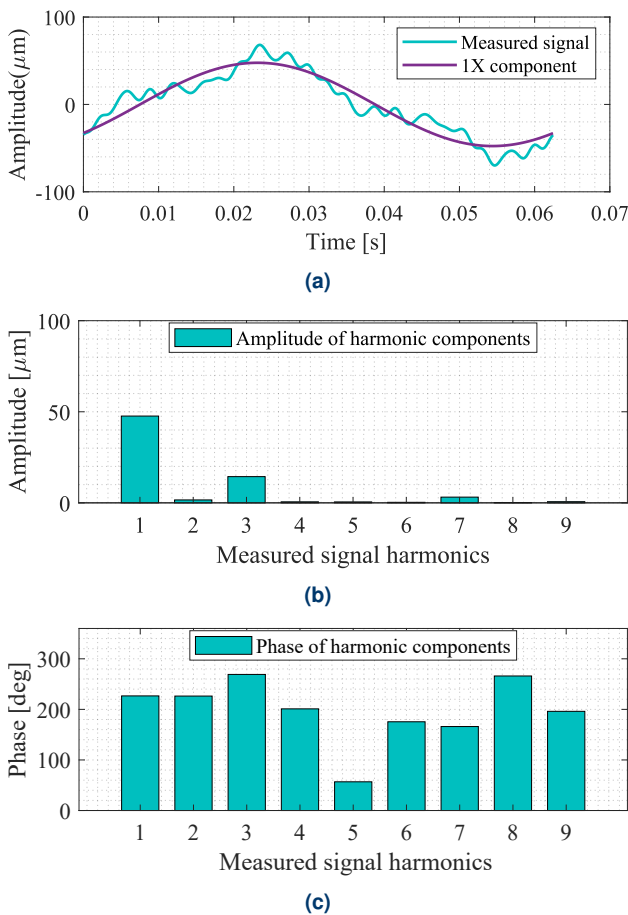 100
0
-100
Amplitude(μm)
Measured signal
1X component
0 0.01 0.02 0.03 0.04 0.05 0.06 0.07
Time [s]
(a)
100
50
0
Amplitude [μm]
Amplitude of harmonic components
1 2 3 4 5 6 7 8 9
Measured signal harmonics
(b)
300
200
100
0
Phase [deg]
Phase of harmonic components
1 2 3 4 5 6 7 8 9
Measured signal harmonics
(c)